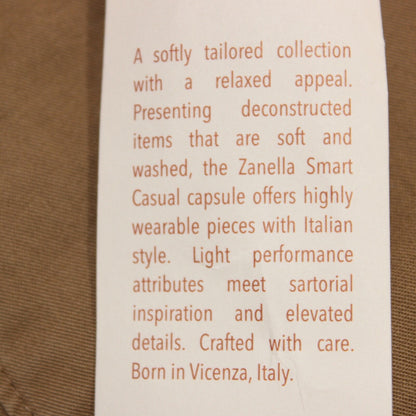 A softly tailored collection
with a relaxed appeal.
Presenting deconstructed
items that are soft and
washed, the Zanella Smart
Casual capsule offers highly
wearable pieces with Italian
style. Light performance
attributes meet sartorial
inspiration and elevated
details. Crafted with care.
Born in Vicenza, Italy.